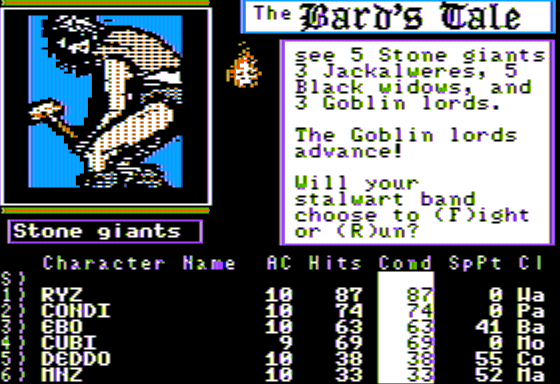 The Bard's Tale
see 5 Stone giants
3 Jackalweres, 5
Black widows, and
3 Goblin lords.
The Goblin lords
advance!
Will your
stalwart band
choose to (F)ight
or (R)un?
Stone giants
Character Name AC Hits Cond SpPt Cl
S)
1) RYZ 10 87 87 0 Wa
2) CONDI 10 74 74 0 Pa
3) EBO 10 63 63 41 Ba
4) CUBI 9 69 69 0 Mo
5) DEDDO 10 38 38 55 Co
6) MNZ 10 33 33 52 Ma